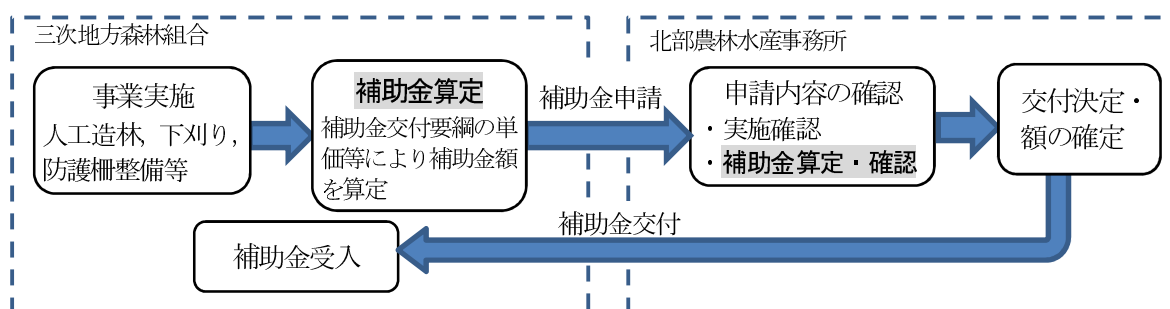 三次地方森林組合
事業実施
人工造林，下刈り，
防護柵整備等
補助金算定
補助金交付要綱の単
価等により補助金額
を算定
補助金申請
北部農林水産事務所
申請内容の確認
・実施確認
・補助金算定・確認
交付決定・
額の確定
補助金交付
補助金受入